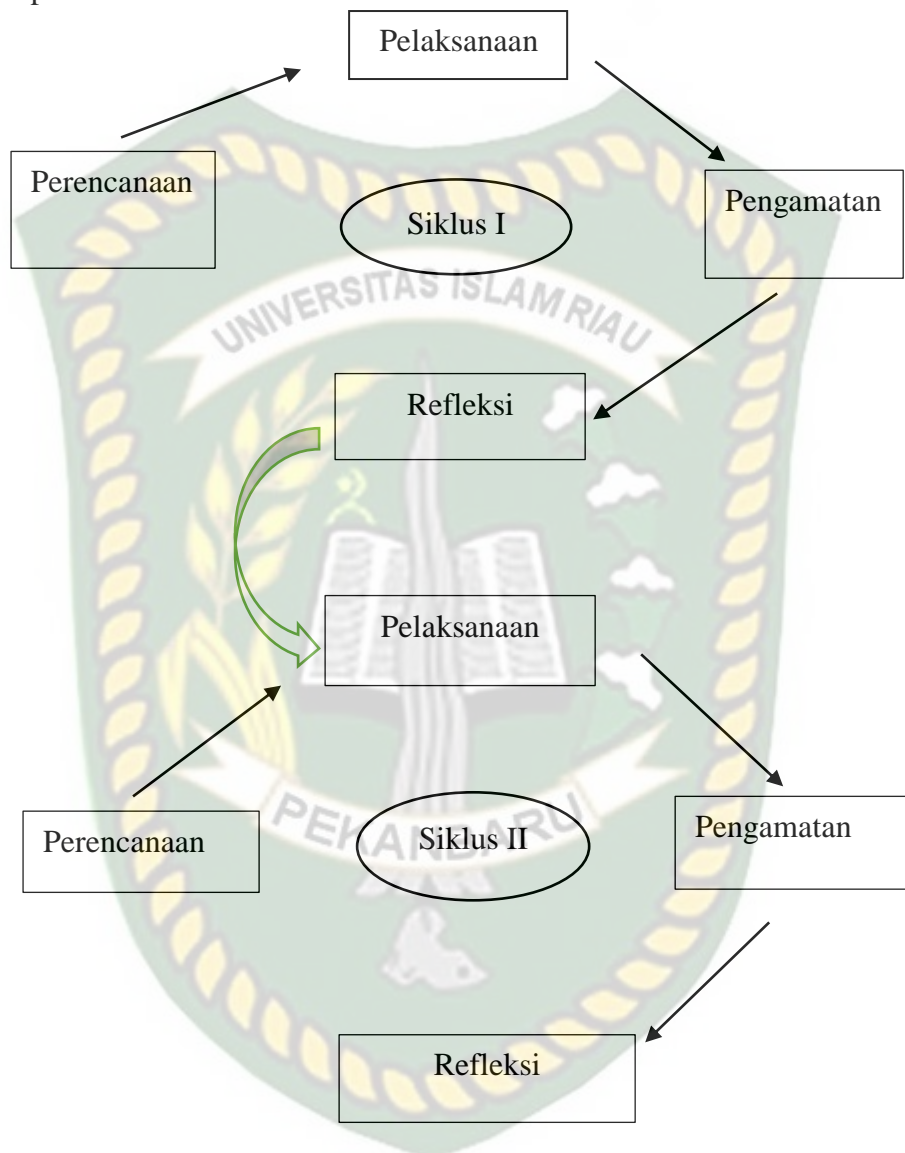 Pelaksanaan
Perencanaan
Pengamatan
Siklus I
UNIVERSITAS ISLAM RIAU
Refleksi
Pelaksanaan
Perencanaan
Siklus II
Pengamatan
PEKANBARU
Refleksi